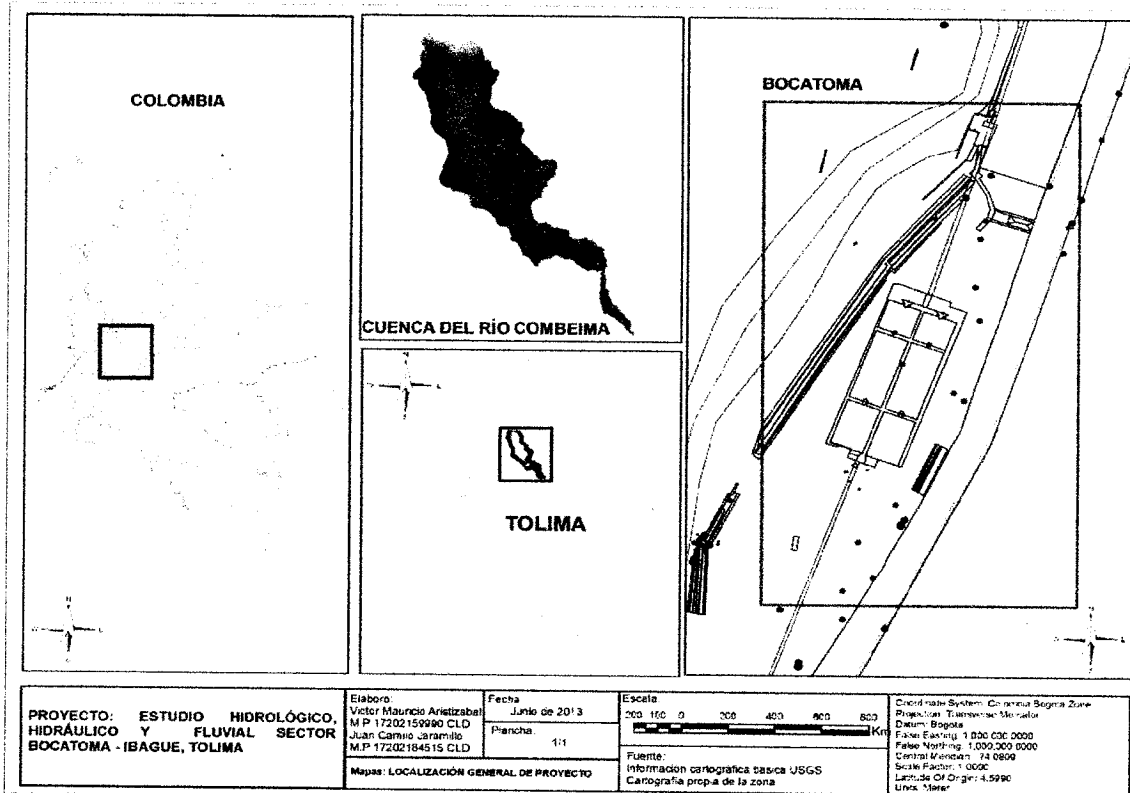 COLOMBIA
CUENCA DEL RÍO COMBEIMA
TOLIMA
BOCATOMA
PROYECTO: ESTUDIO HIDROLÓGICO,
HIDRÁULICO Y FLUVIAL SECTOR
BOCATOMA - IBAGUE, TOLIMA
Elaboro:
Victor Mauricio Aristizabal
M.P 17202159990 CLD
Juan Camilo Jaramillo
M.P 17202184515 CLD
Fecha
Junio de 2013
Plancha:
1/1
Mapas: LOCALIZACIÓN GENERAL DE PROYECTO
Escala:
200 100 0 200 400 600 800
Km
Fuente:
Información cartográfica básica USGS
Cartografía propia de la zona
Coordinate System: Colombia Bogota Zone
Projection: Transverse Mercator
Datum: Bogota
False Easting: 1.000.000.0000
False Northing: 1,000,000.0000
Central Meridian: -74.0809
Scale Factor: 1.0000
Latitude Of Origin: 4.5990
Units: Meter